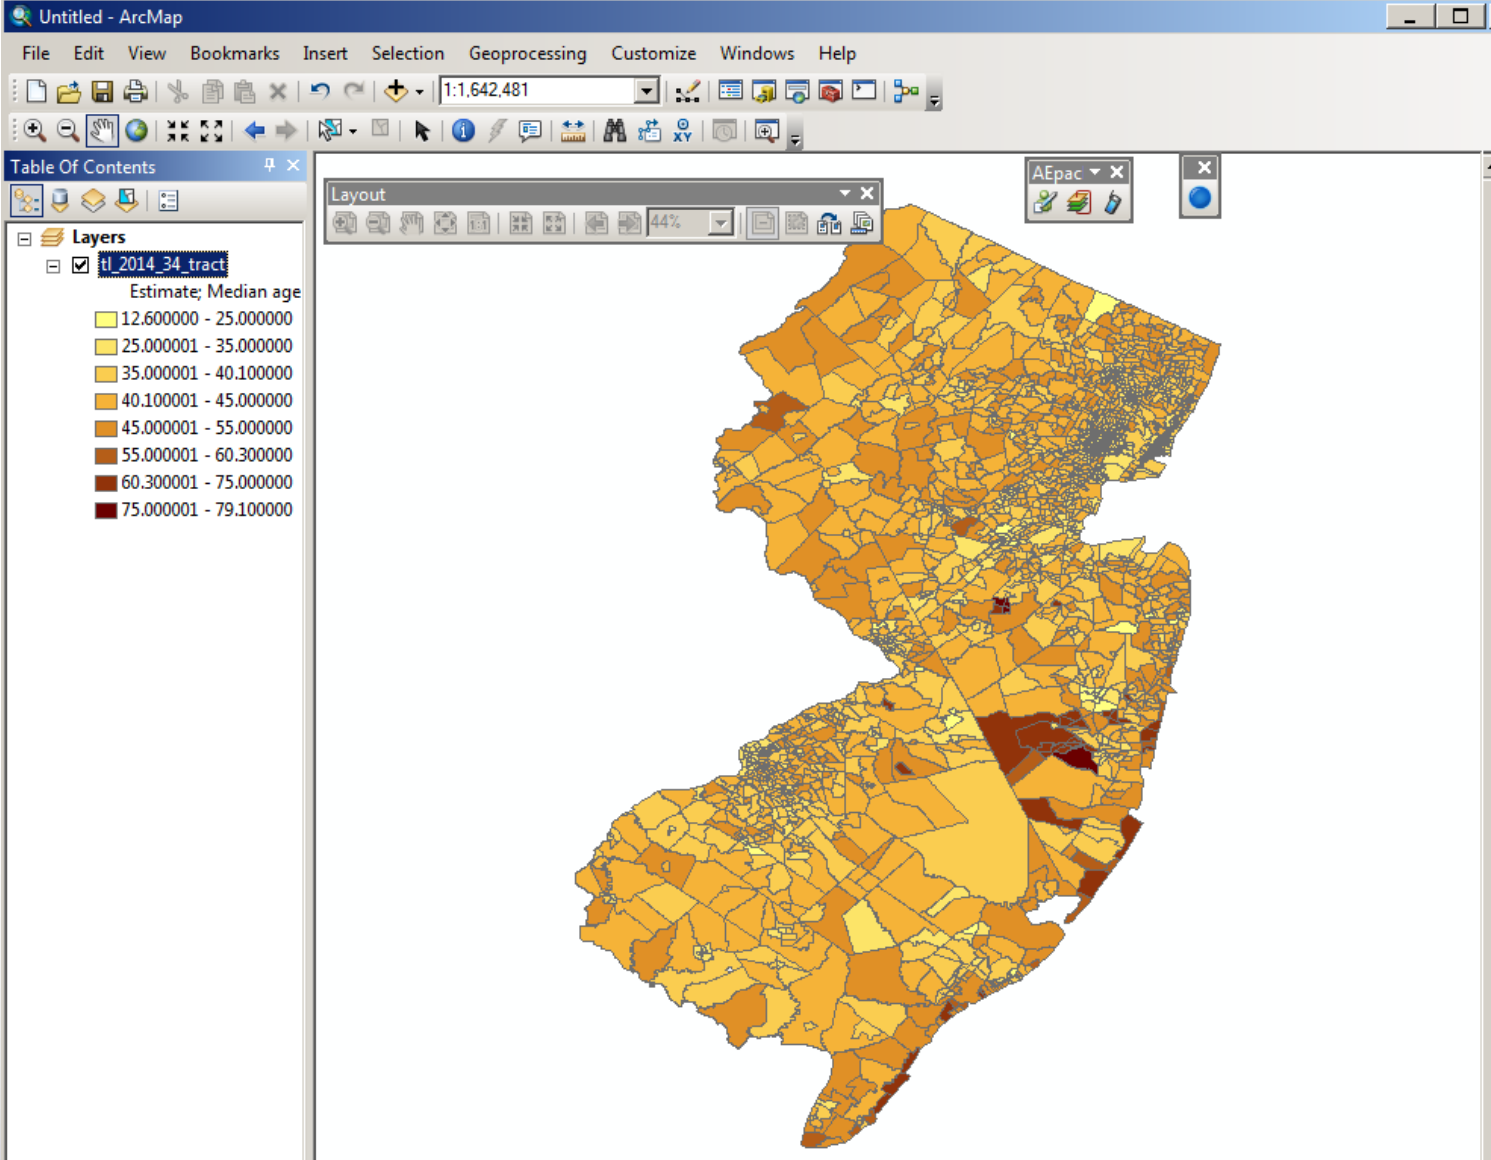 Untitled - ArcMap
File Edit View Bookmarks Insert Selection Geoprocessing Customize Windows Help
1:1,642,481
XY
Table Of Contents
Layers
tl_2014_34_tract
Estimate; Median age
12.600000 - 25.000000
25.000001 - 35.000000
35.000001 - 40.100000
40.100001 - 45.000000
45.000001 - 55.000000
55.000001 - 60.300000
60.300001 - 75.000000
75.000001 - 79.100000
Layout
1:1
44%
AEpac